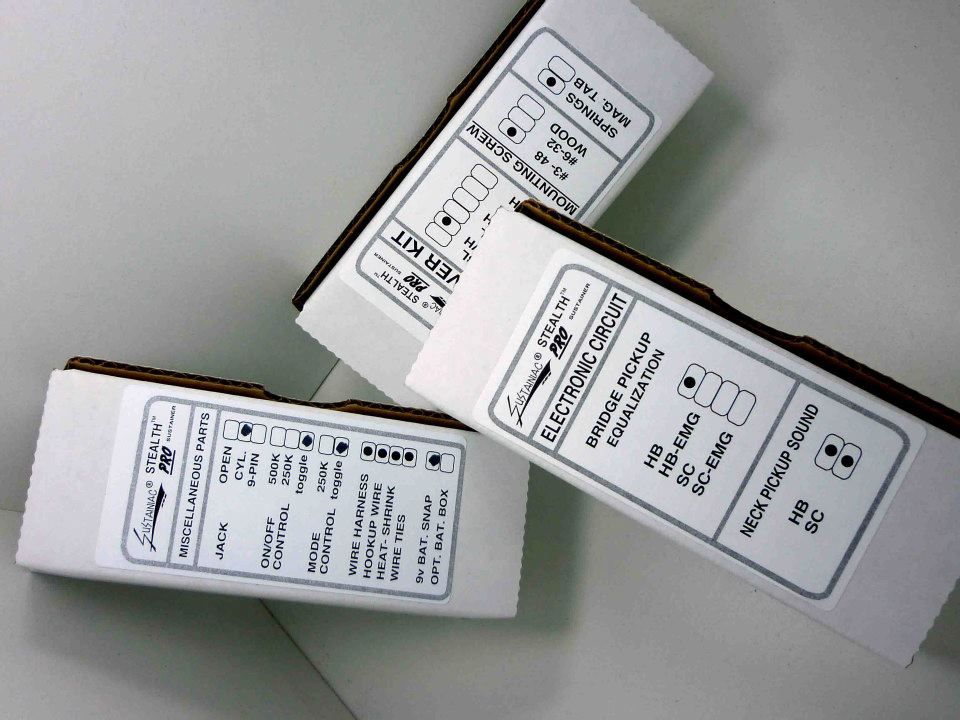 SUSTAINIAC® STEALTH™
PRO SUSTAINER
MISCELLANEOUS PARTS
JACK
OPEN
CYL.
9-PIN
ON/OFF
CONTROL
500K
250K
toggle
MODE
CONTROL
250K
toggle
WIRE HARNESS
HOOKUP WIRE
HEAT- SHRINK
WIRE TIES
9v BAT. SNAP
OPT. BAT. BOX
SUSTAINIAC® STEALTH™
PRO SUSTAINER
ELECTRONIC CIRCUIT
BRIDGE PICKUP
EQUALIZATION
HB
HB-EMG
SC
SC-EMG
NECK PICKUP SOUND
HB
SC
® STEALTH™
PRO SUSTAINER
VER KIT
MOUNTING SCREW
#3- 48
#6-32
WOOD
SPRINGS
MAG. TAB